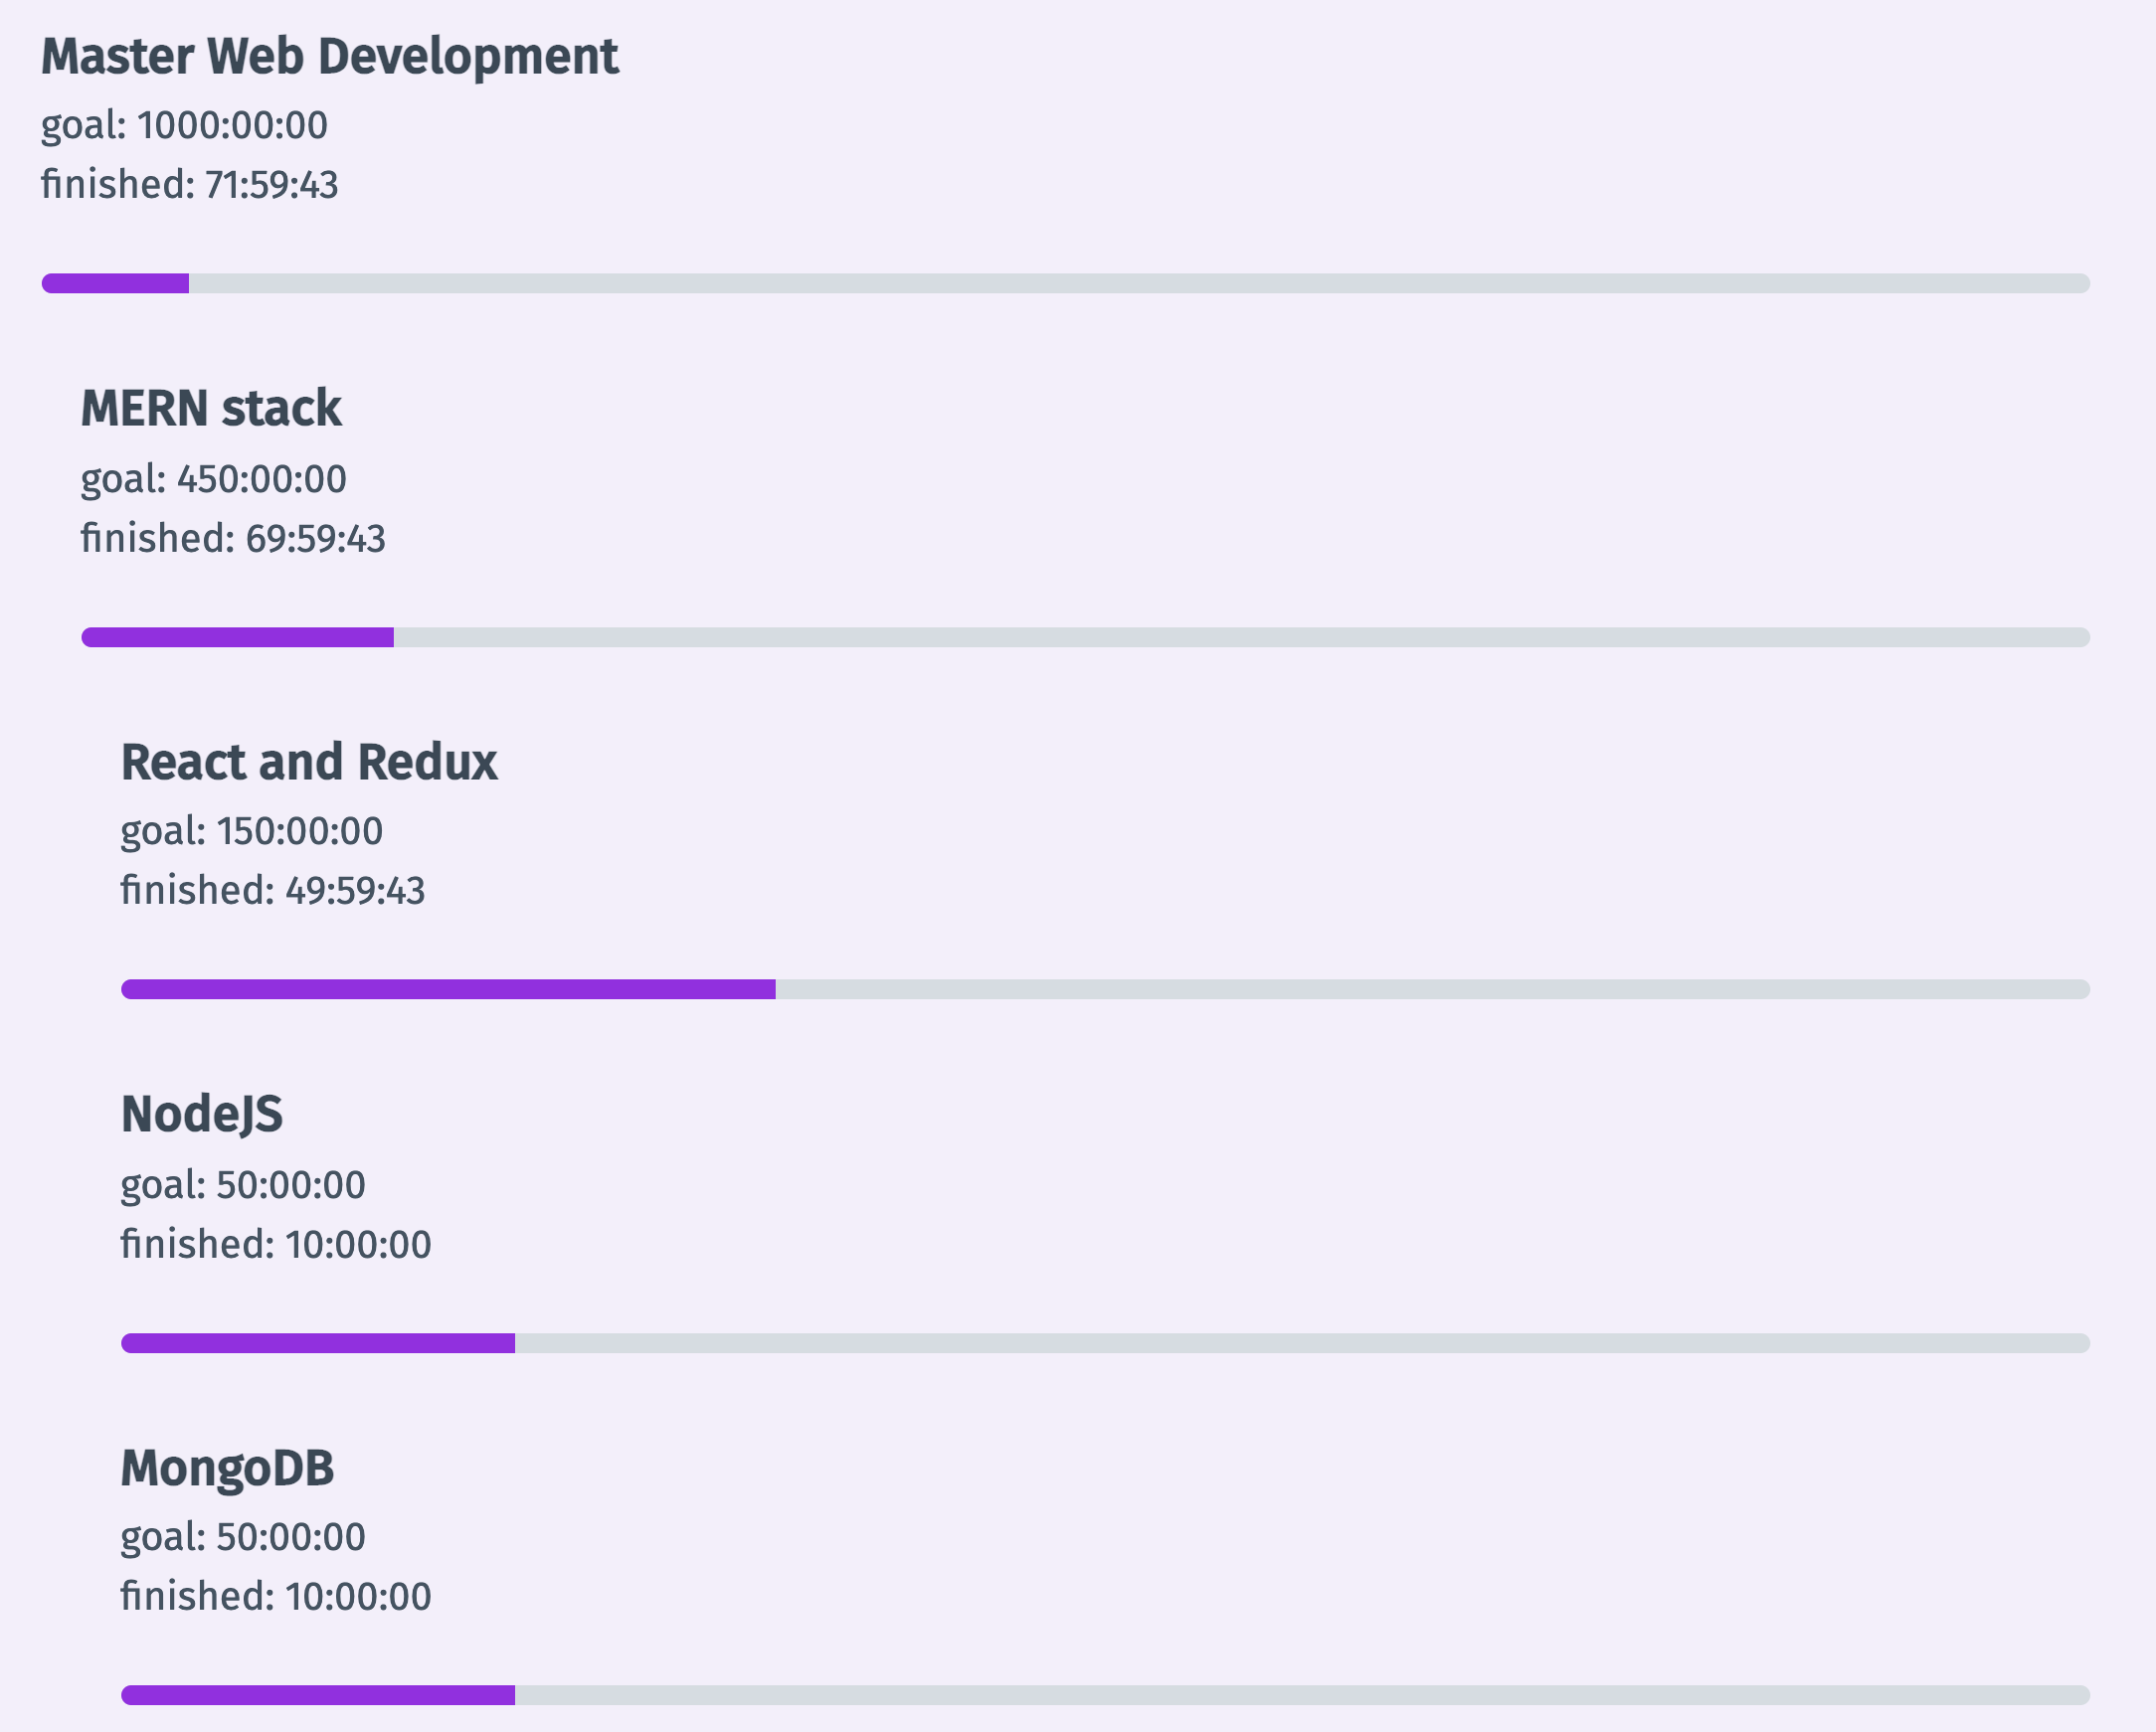 Master Web Development
goal: 1000:00:00
finished: 71:59:43
MERN stack
goal: 450:00:00
finished: 69:59:43
React and Redux
goal: 150:00:00
finished: 49:59:43
NodeJS
goal: 50:00:00
finished: 10:00:00
MongoDB
goal: 50:00:00
finished: 10:00:00